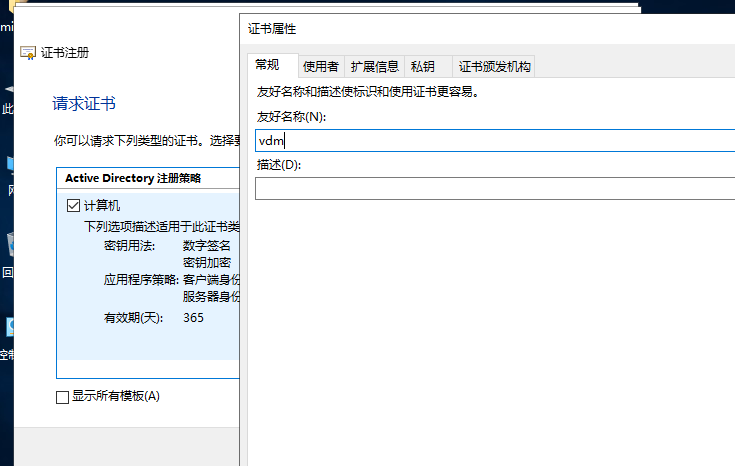 mi
此
网
回
控制
证书注册
请求证书
你可以请求下列类型的证书。选择要
Active Directory 注册策略
计算机
下列选项描述适用于此证书类
密钥用法: 数字签名
密钥加密
应用程序策略: 客户端身份
服务器身份
有效期(天): 365
显示所有模板(A)
证书属性
常规 使用者 扩展信息 私钥 证书颁发机构
友好名称和描述使标识和使用证书更容易。
友好名称(N):
vdm
描述(D):